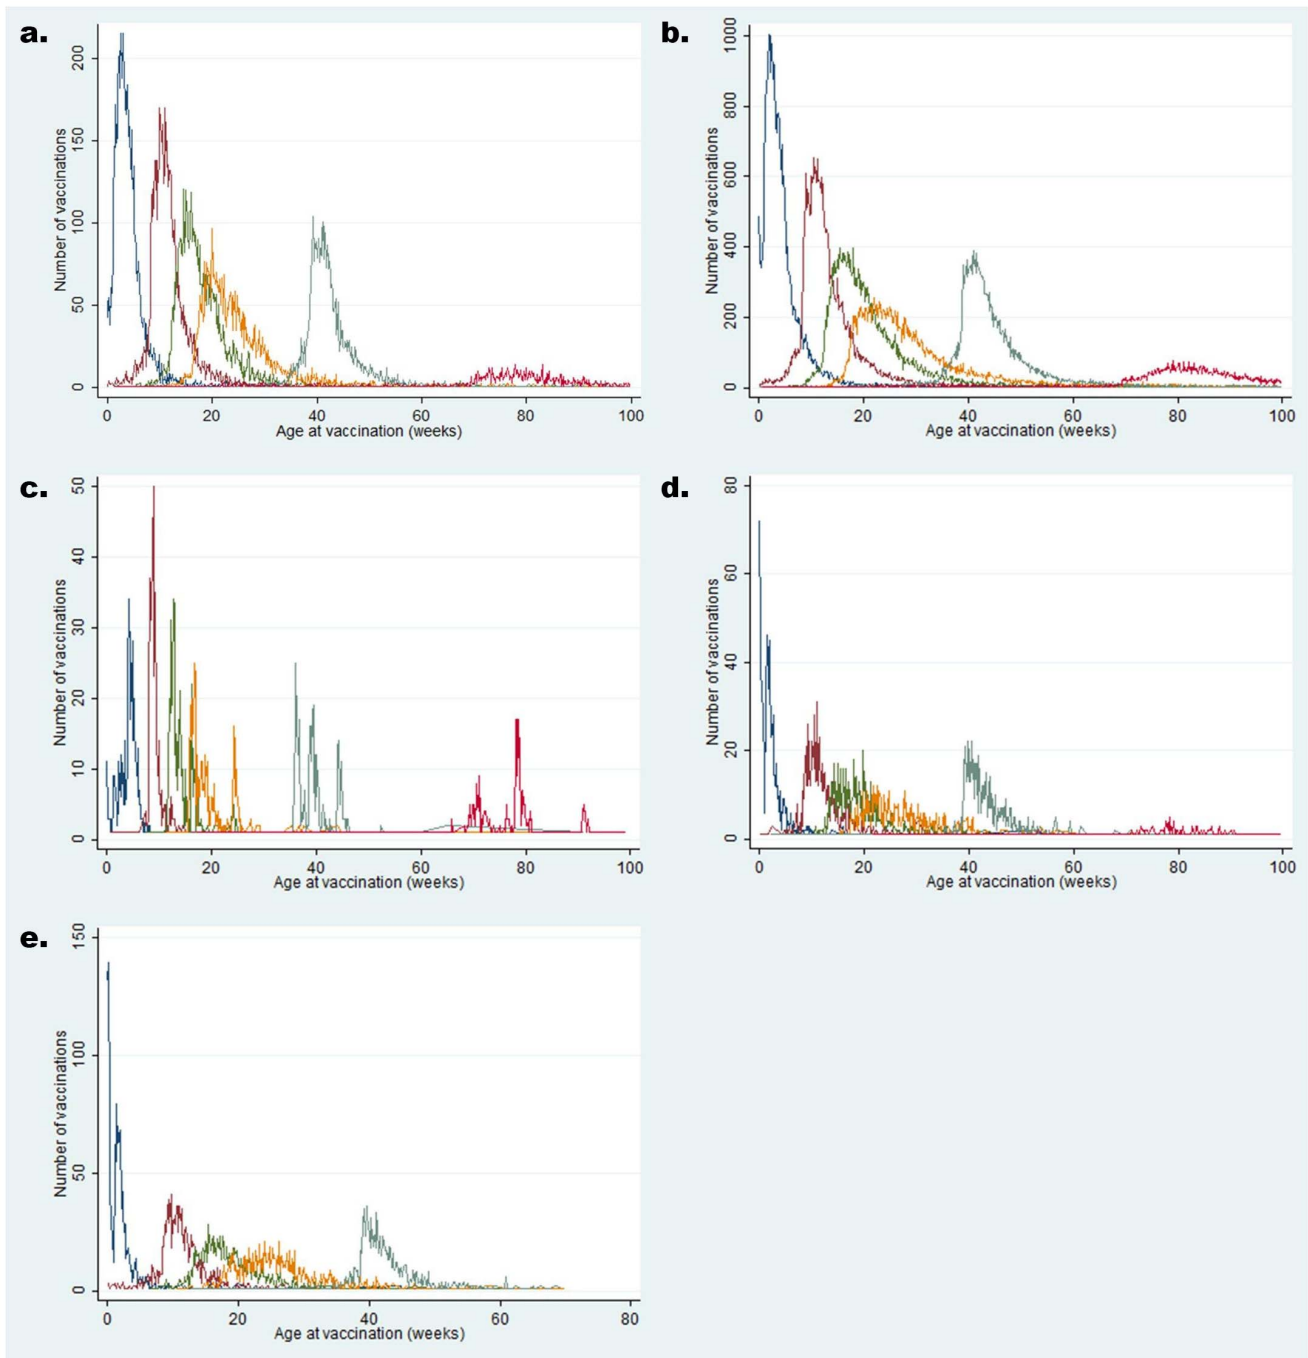 a.
200
150
100
50
0
Number of vaccinations
0 20 40 60 80 100
Age at vaccination (weeks)
b.
1000
800
600
400
200
0
Number of vaccinations
0 20 40 60 80 100
Age at vaccination (weeks)
c.
50
40
30
20
10
0
Number of vaccinations
0 20 40 60 80 100
Age at vaccination (weeks)
d.
80
60
40
20
0
Number of vaccinations
0 20 40 60 80 100
Age at vaccination (weeks)
e.
150
100
50
0
Number of vaccinations
0 20 40 60 80
Age at vaccination (weeks)